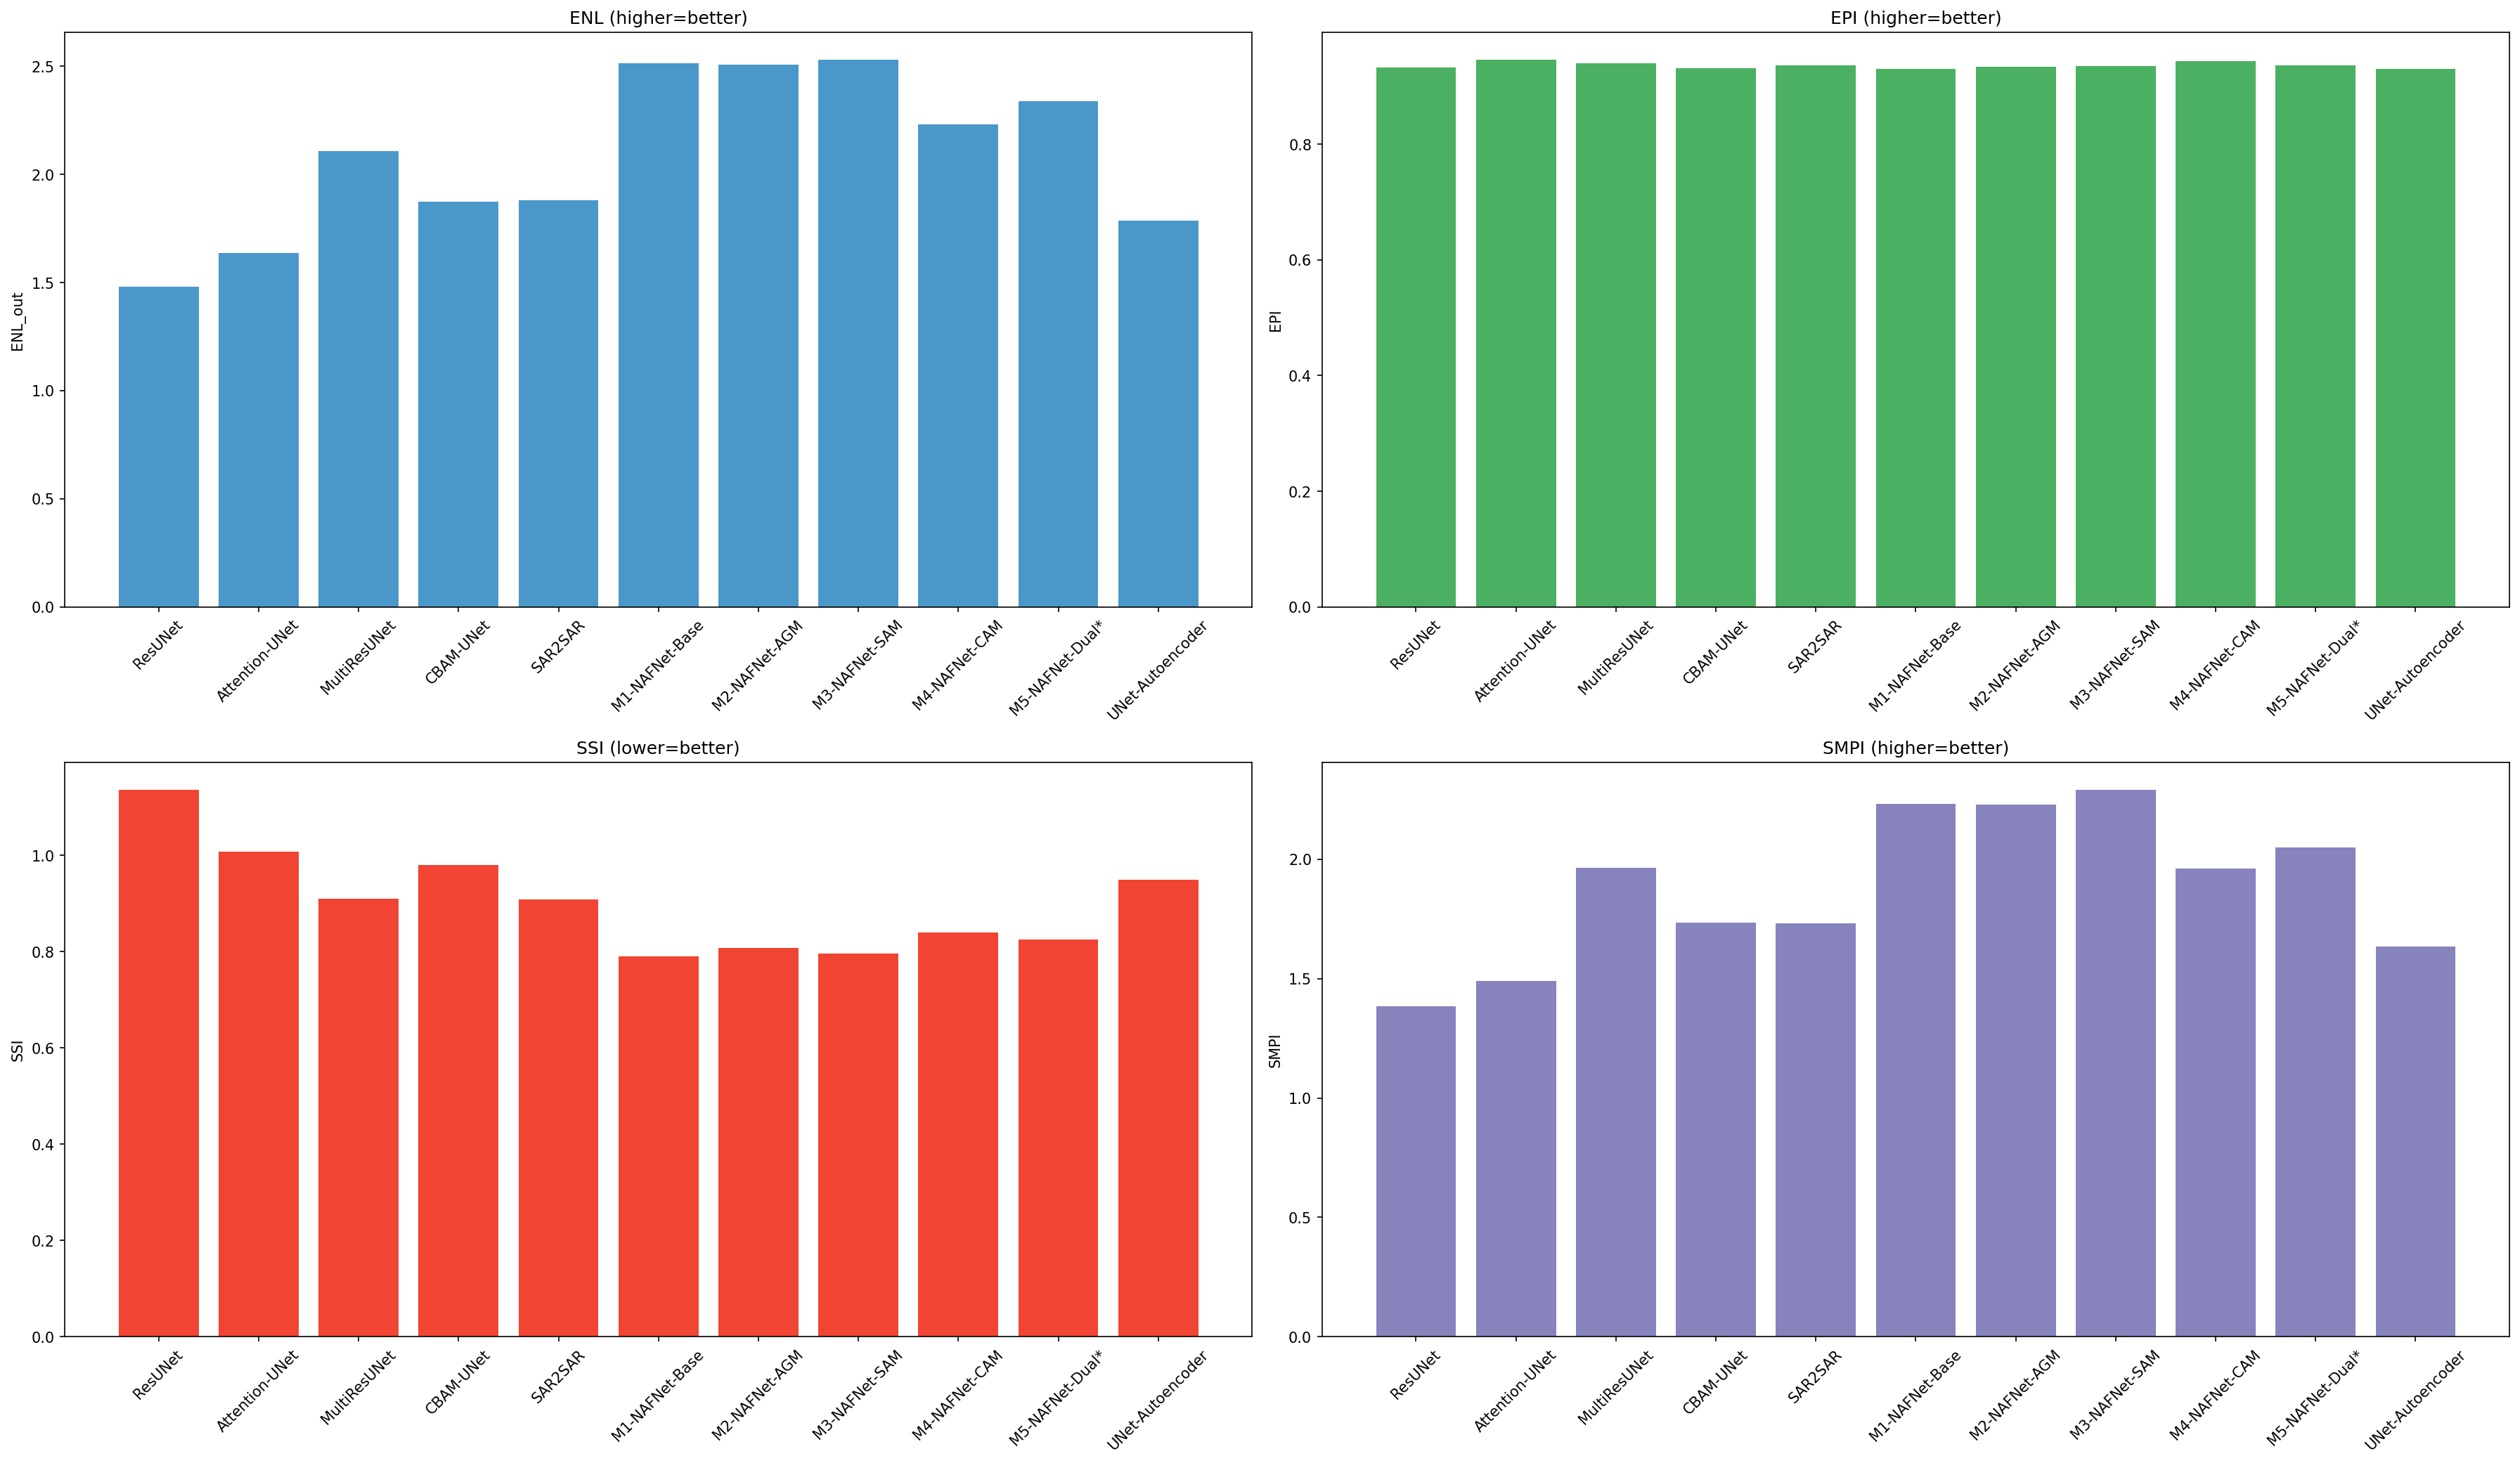 ENL (higher=better)
ENL_out
2.5
2.0
1.5
1.0
0.5
0.0
ResUNet
Attention-UNet
MultiResUNet
CBAM-UNet
SAR2SAR
M1-NAFNet-Base
M2-NAFNet-AGM
M3-NAFNet-SAM
M4-NAFNet-CAM
M5-NAFNet-Dual*
UNet-Autoencoder
EPI (higher=better)
EPI
0.8
0.6
0.4
0.2
0.0
ResUNet
Attention-UNet
MultiResUNet
CBAM-UNet
SAR2SAR
M1-NAFNet-Base
M2-NAFNet-AGM
M3-NAFNet-SAM
M4-NAFNet-CAM
M5-NAFNet-Dual*
UNet-Autoencoder
SSI (lower=better)
SSI
1.0
0.8
0.6
0.4
0.2
0.0
ResUNet
Attention-UNet
MultiResUNet
CBAM-UNet
SAR2SAR
M1-NAFNet-Base
M2-NAFNet-AGM
M3-NAFNet-SAM
M4-NAFNet-CAM
M5-NAFNet-Dual*
UNet-Autoencoder
SMPI (higher=better)
SMPI
2.0
1.5
1.0
0.5
0.0
ResUNet
Attention-UNet
MultiResUNet
CBAM-UNet
SAR2SAR
M1-NAFNet-Base
M2-NAFNet-AGM
M3-NAFNet-SAM
M4-NAFNet-CAM
M5-NAFNet-Dual*
UNet-Autoencoder